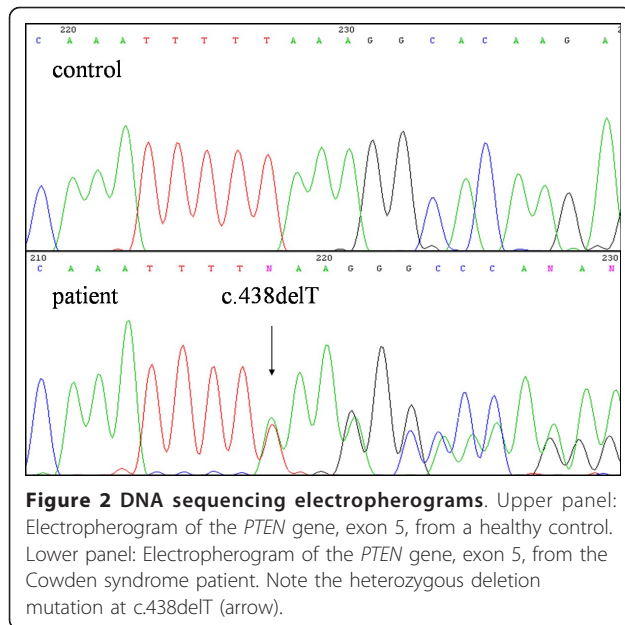 220 230 2
C A A A T T T T T A A A G G C A C A A G A
control
210 220 230
C A A A T T T T N A A G G G C C C A N A N
patient c.438delT
Figure 2 DNA sequencing electropherograms. Upper panel:
Electropherogram of the PTEN gene, exon 5, from a healthy control.
Lower panel: Electropherogram of the PTEN gene, exon 5, from the
Cowden syndrome patient. Note the heterozygous deletion
mutation at c.438delT (arrow).